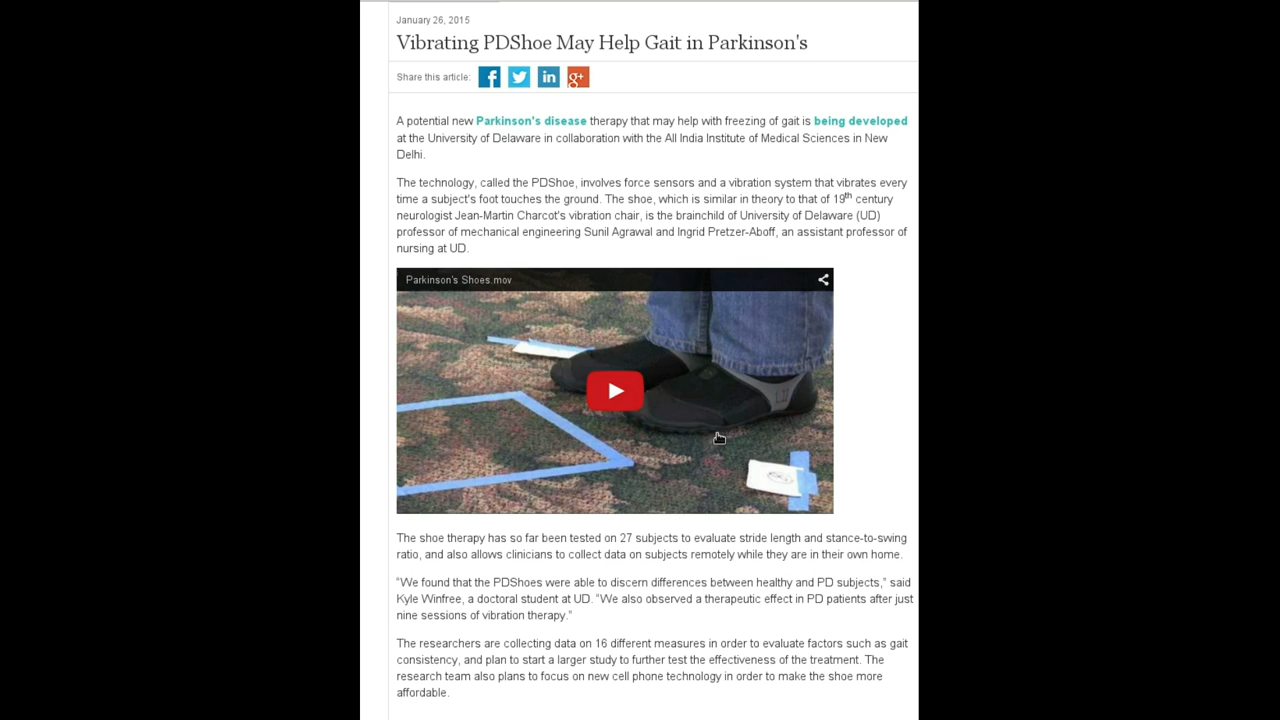 January 26, 2015
Vibrating PDShoe May Help Gait in Parkinson's
Share this article:
A potential new Parkinson's disease therapy that may help with freezing of gait is being developed
at the University of Delaware in collaboration with the All India Institute of Medical Sciences in New
Delhi.
The technology, called the PDShoe, involves force sensors and a vibration system that vibrates every
time a subject's foot touches the ground. The shoe, which is similar in theory to that of 19th century
neurologist Jean-Martin Charcot's vibration chair, is the brainchild of University of Delaware (UD)
professor of mechanical engineering Sunil Agrawal and Ingrid Pretzer-Aboff, an assistant professor of
nursing at UD.
Parkinson's Shoes.mov
The shoe therapy has so far been tested on 27 subjects to evaluate stride length and stance-to-swing
ratio, and also allows clinicians to collect data on subjects remotely while they are in their own home.
"We found that the PDShoes were able to discern differences between healthy and PD subjects," said
Kyle Winfree, a doctoral student at UD. "We also observed a therapeutic effect in PD patients after just
nine sessions of vibration therapy."
The researchers are collecting data on 16 different measures in order to evaluate factors such as gait
consistency, and plan to start a larger study to further test the effectiveness of the treatment. The
research team also plans to focus on new cell phone technology in order to make the shoe more
affordable.